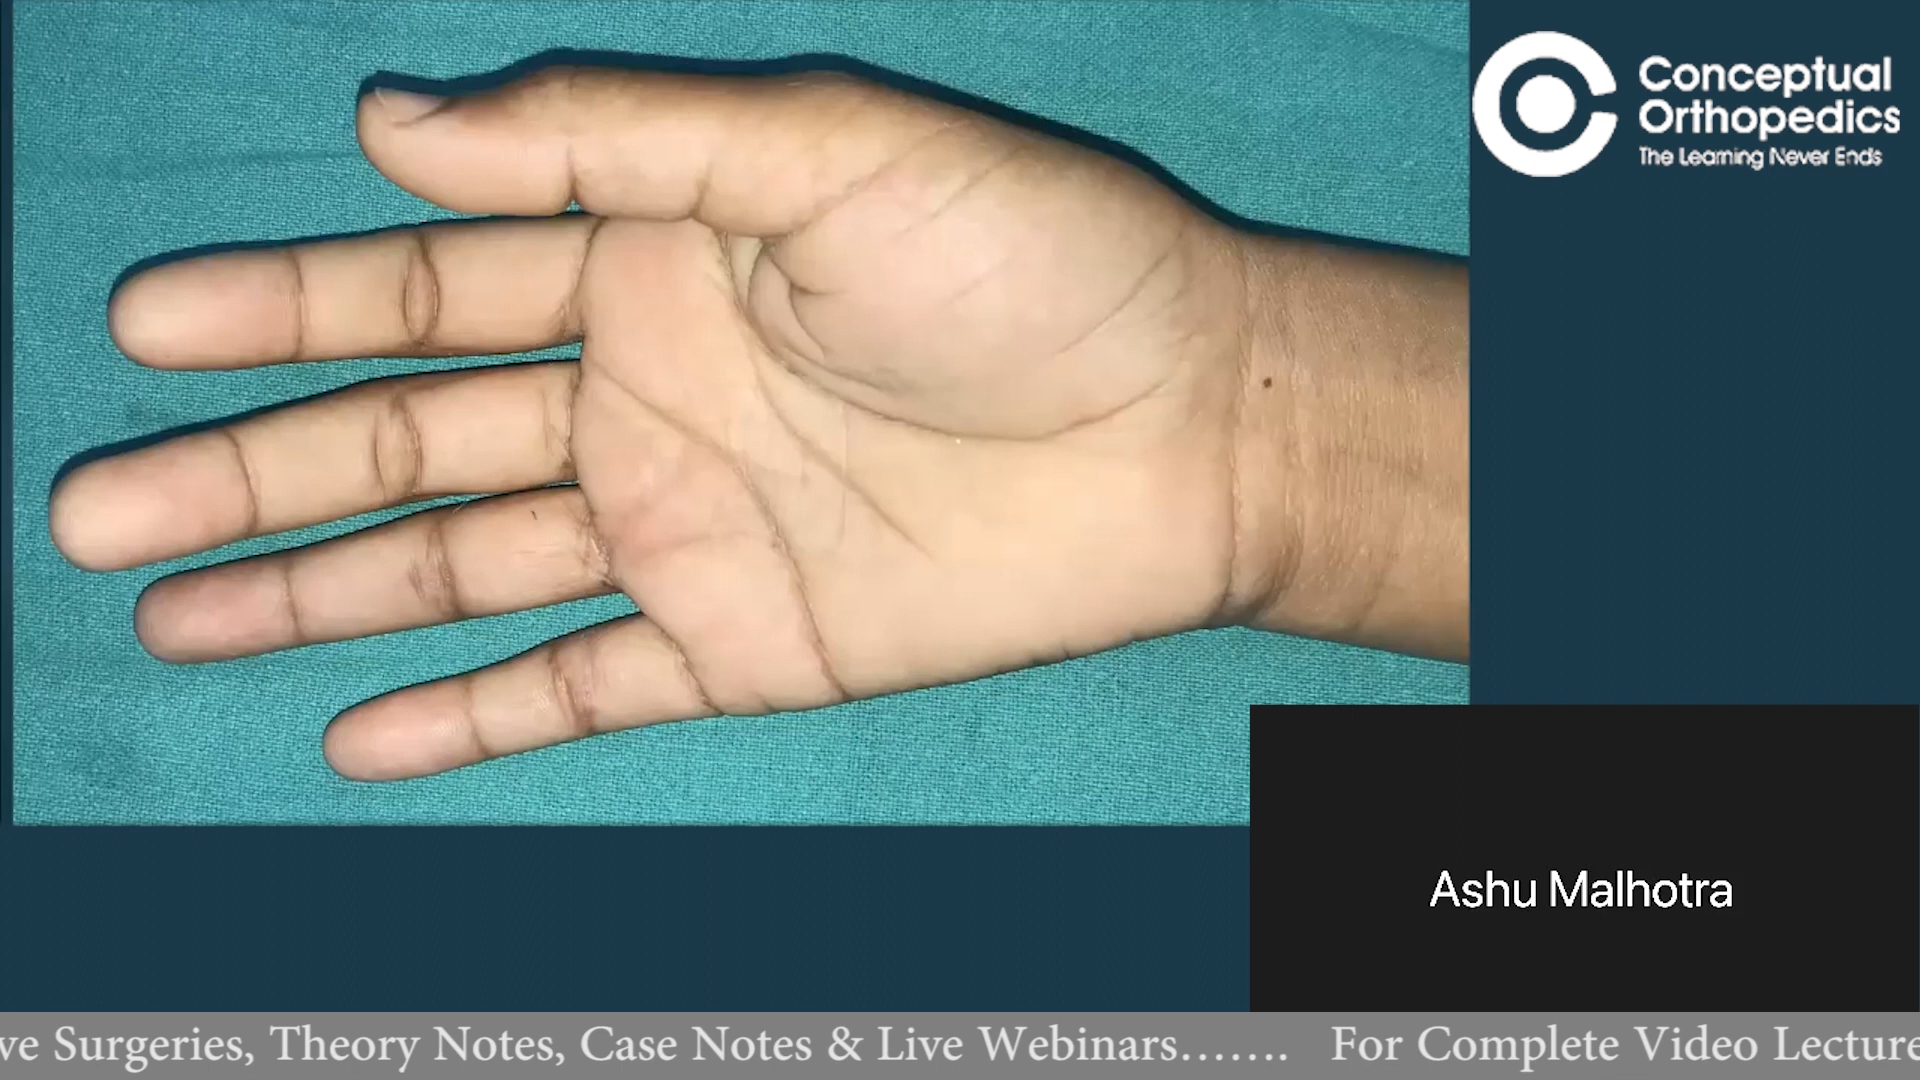 Conceptual
Orthopedics
The Learning Never Ends
Ashu Malhotra
ve Surgeries, Theory Notes, Case Notes & Live Webinars....... For Complete Video Lecture